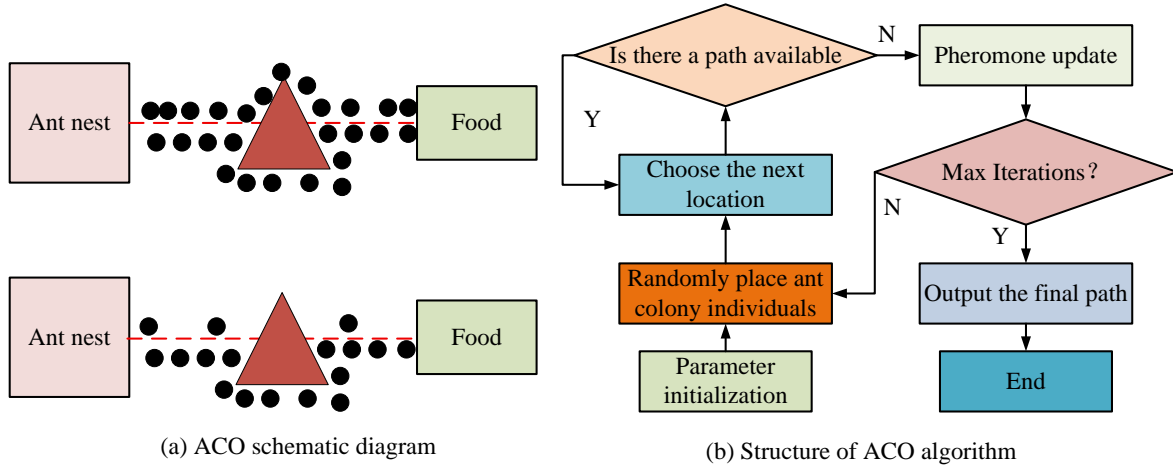 Ant nest
Food
Ant nest
Food
(a) ACO schematic diagram
Is there a path available
N
Pheromone update
Y
Choose the next
location
Max Iterations？
N
Y
Randomly place ant
colony individuals
Output the final path
Parameter
initialization
End
(b) Structure of ACO algorithm